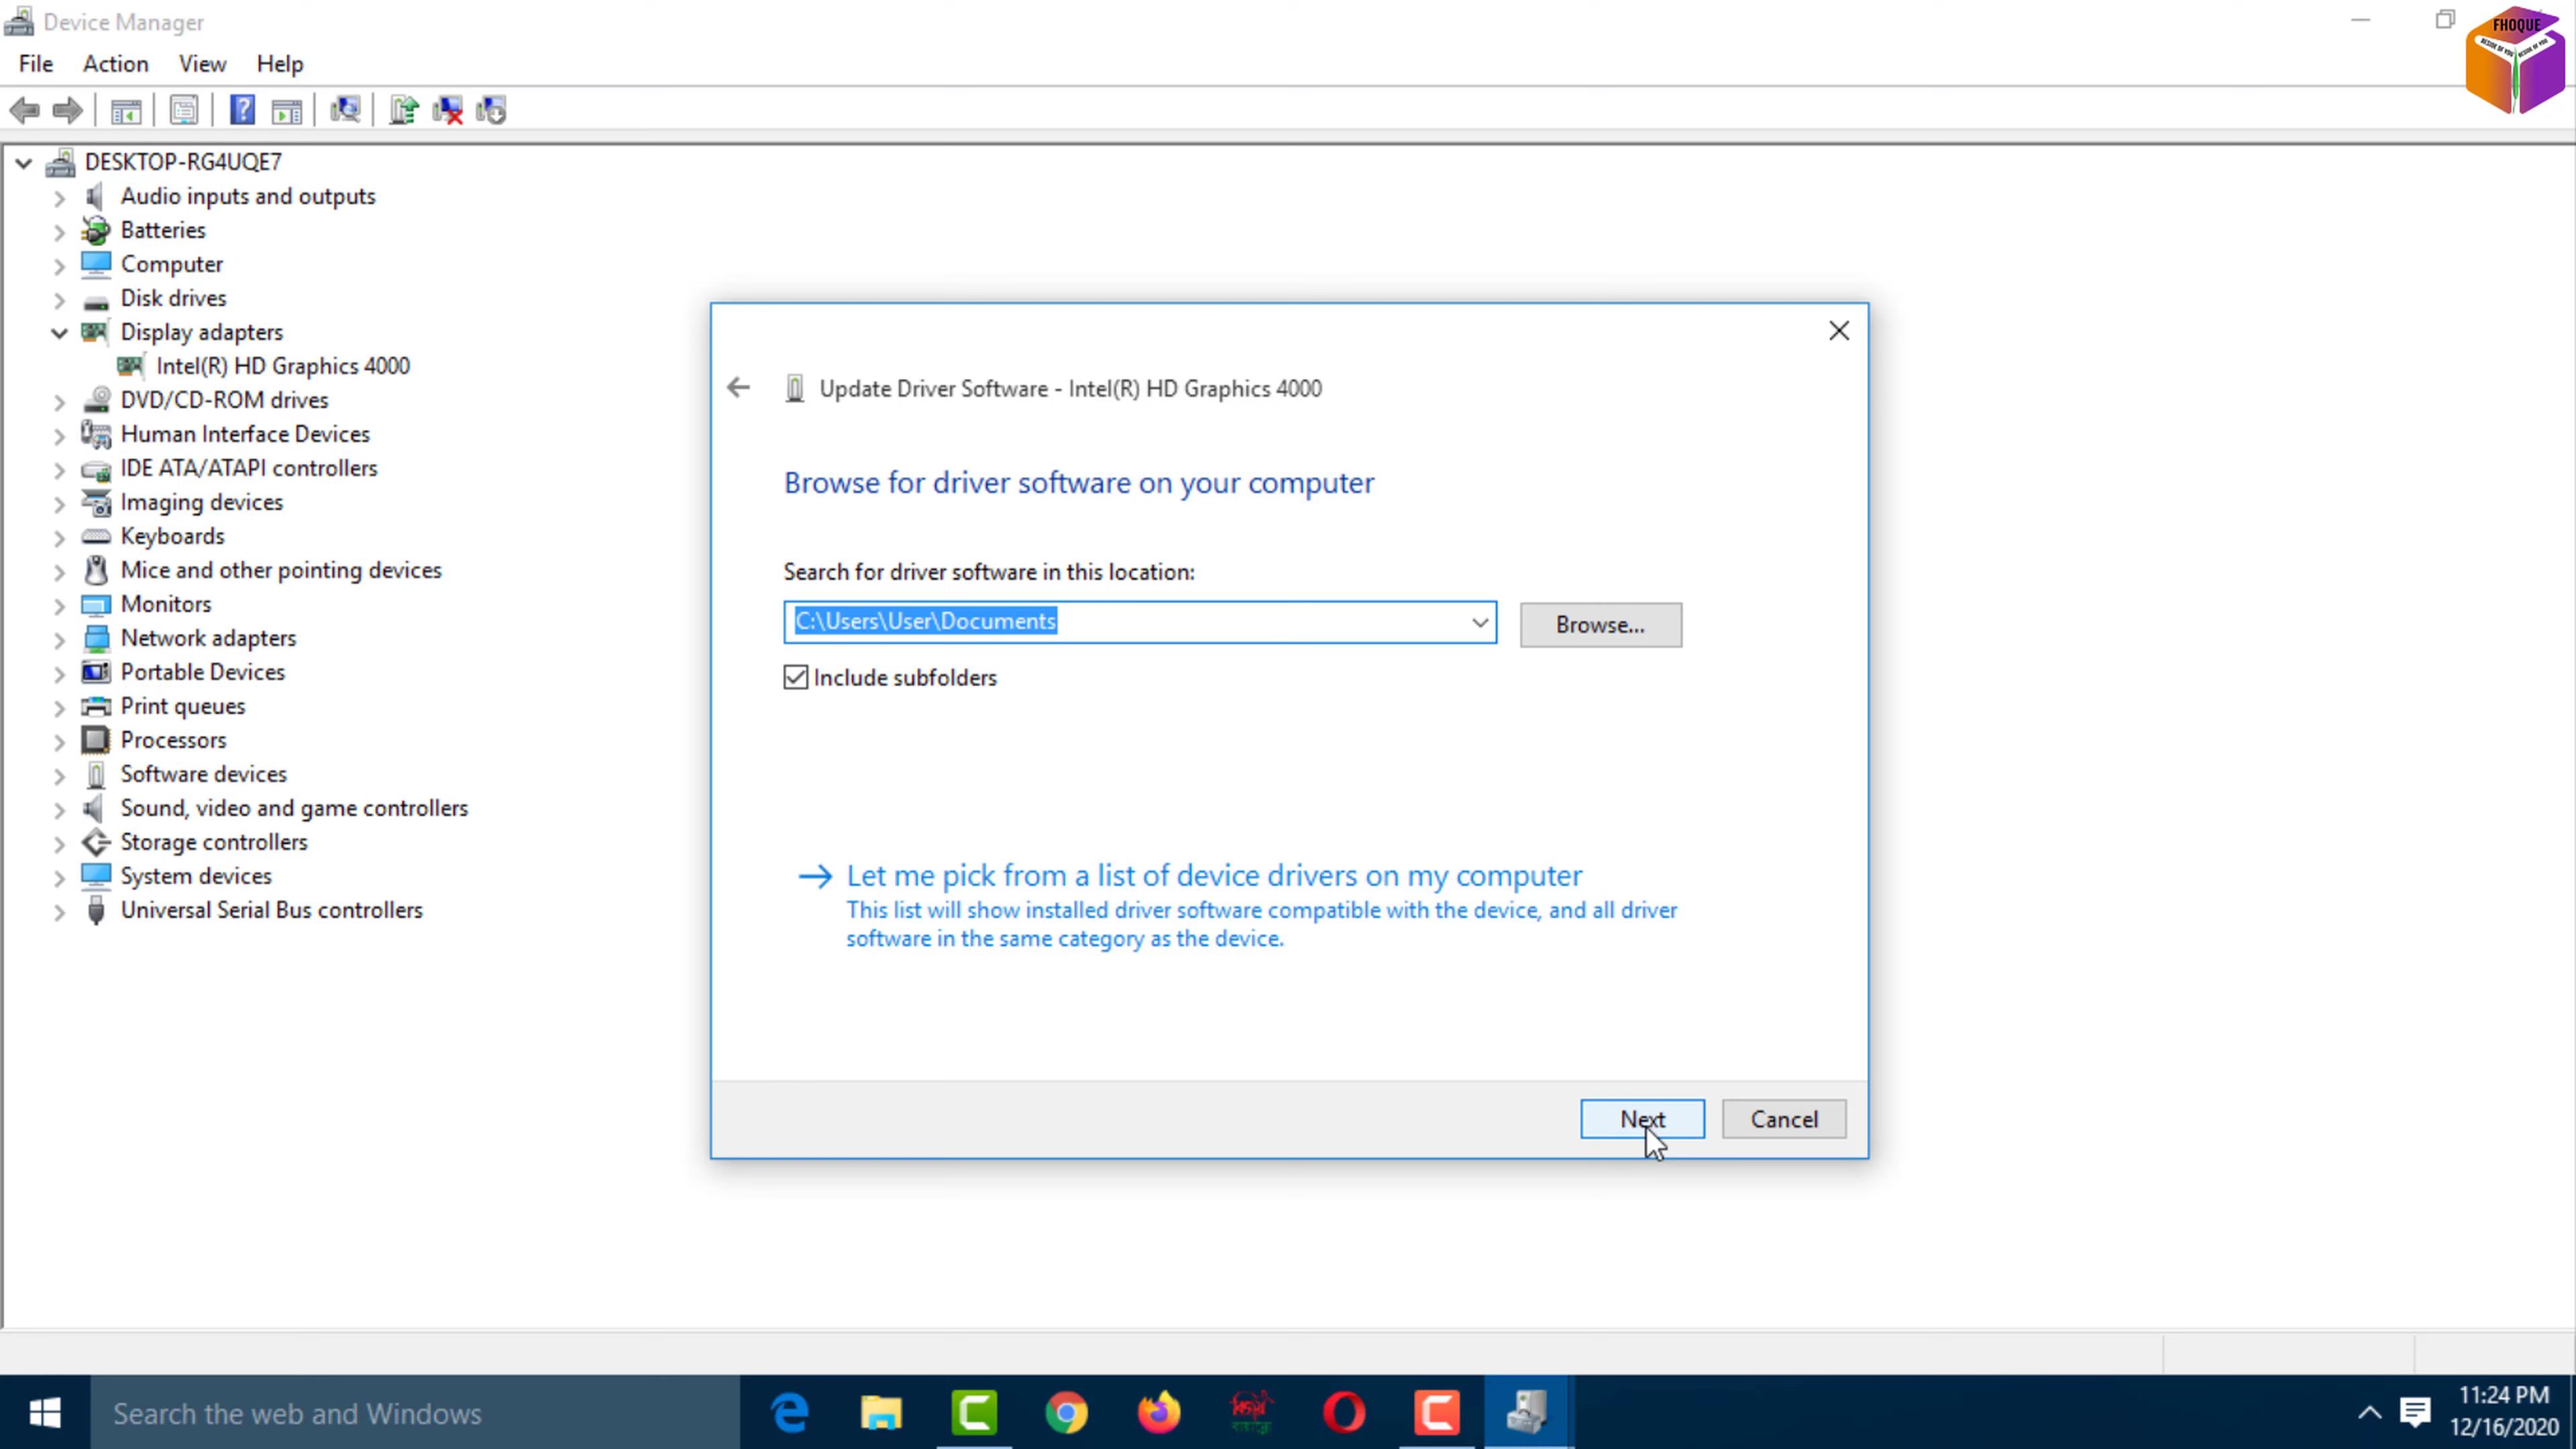 Device Manager
FHOQUE
BESIDE OF YOU BESIDE OF YOU
File Action View Help
DESKTOP-RG4UQE7
Audio inputs and outputs
Batteries
Computer
Disk drives
Display adapters
Intel(R) HD Graphics 4000
DVD/CD-ROM drives
Human Interface Devices
IDE ATA/ATAPI controllers
Imaging devices
Keyboards
Mice and other pointing devices
Monitors
Network adapters
Portable Devices
Print queues
Processors
Software devices
Sound, video and game controllers
Storage controllers
System devices
Universal Serial Bus controllers
Update Driver Software - Intel(R) HD Graphics 4000
Browse for driver software on your computer
Search for driver software in this location:
C:\Users\User\Documents
Browse...
Include subfolders
Let me pick from a list of device drivers on my computer
This list will show installed driver software compatible with the device, and all driver
software in the same category as the device.
Next Cancel
Search the web and Windows
11:24 PM
12/16/2020